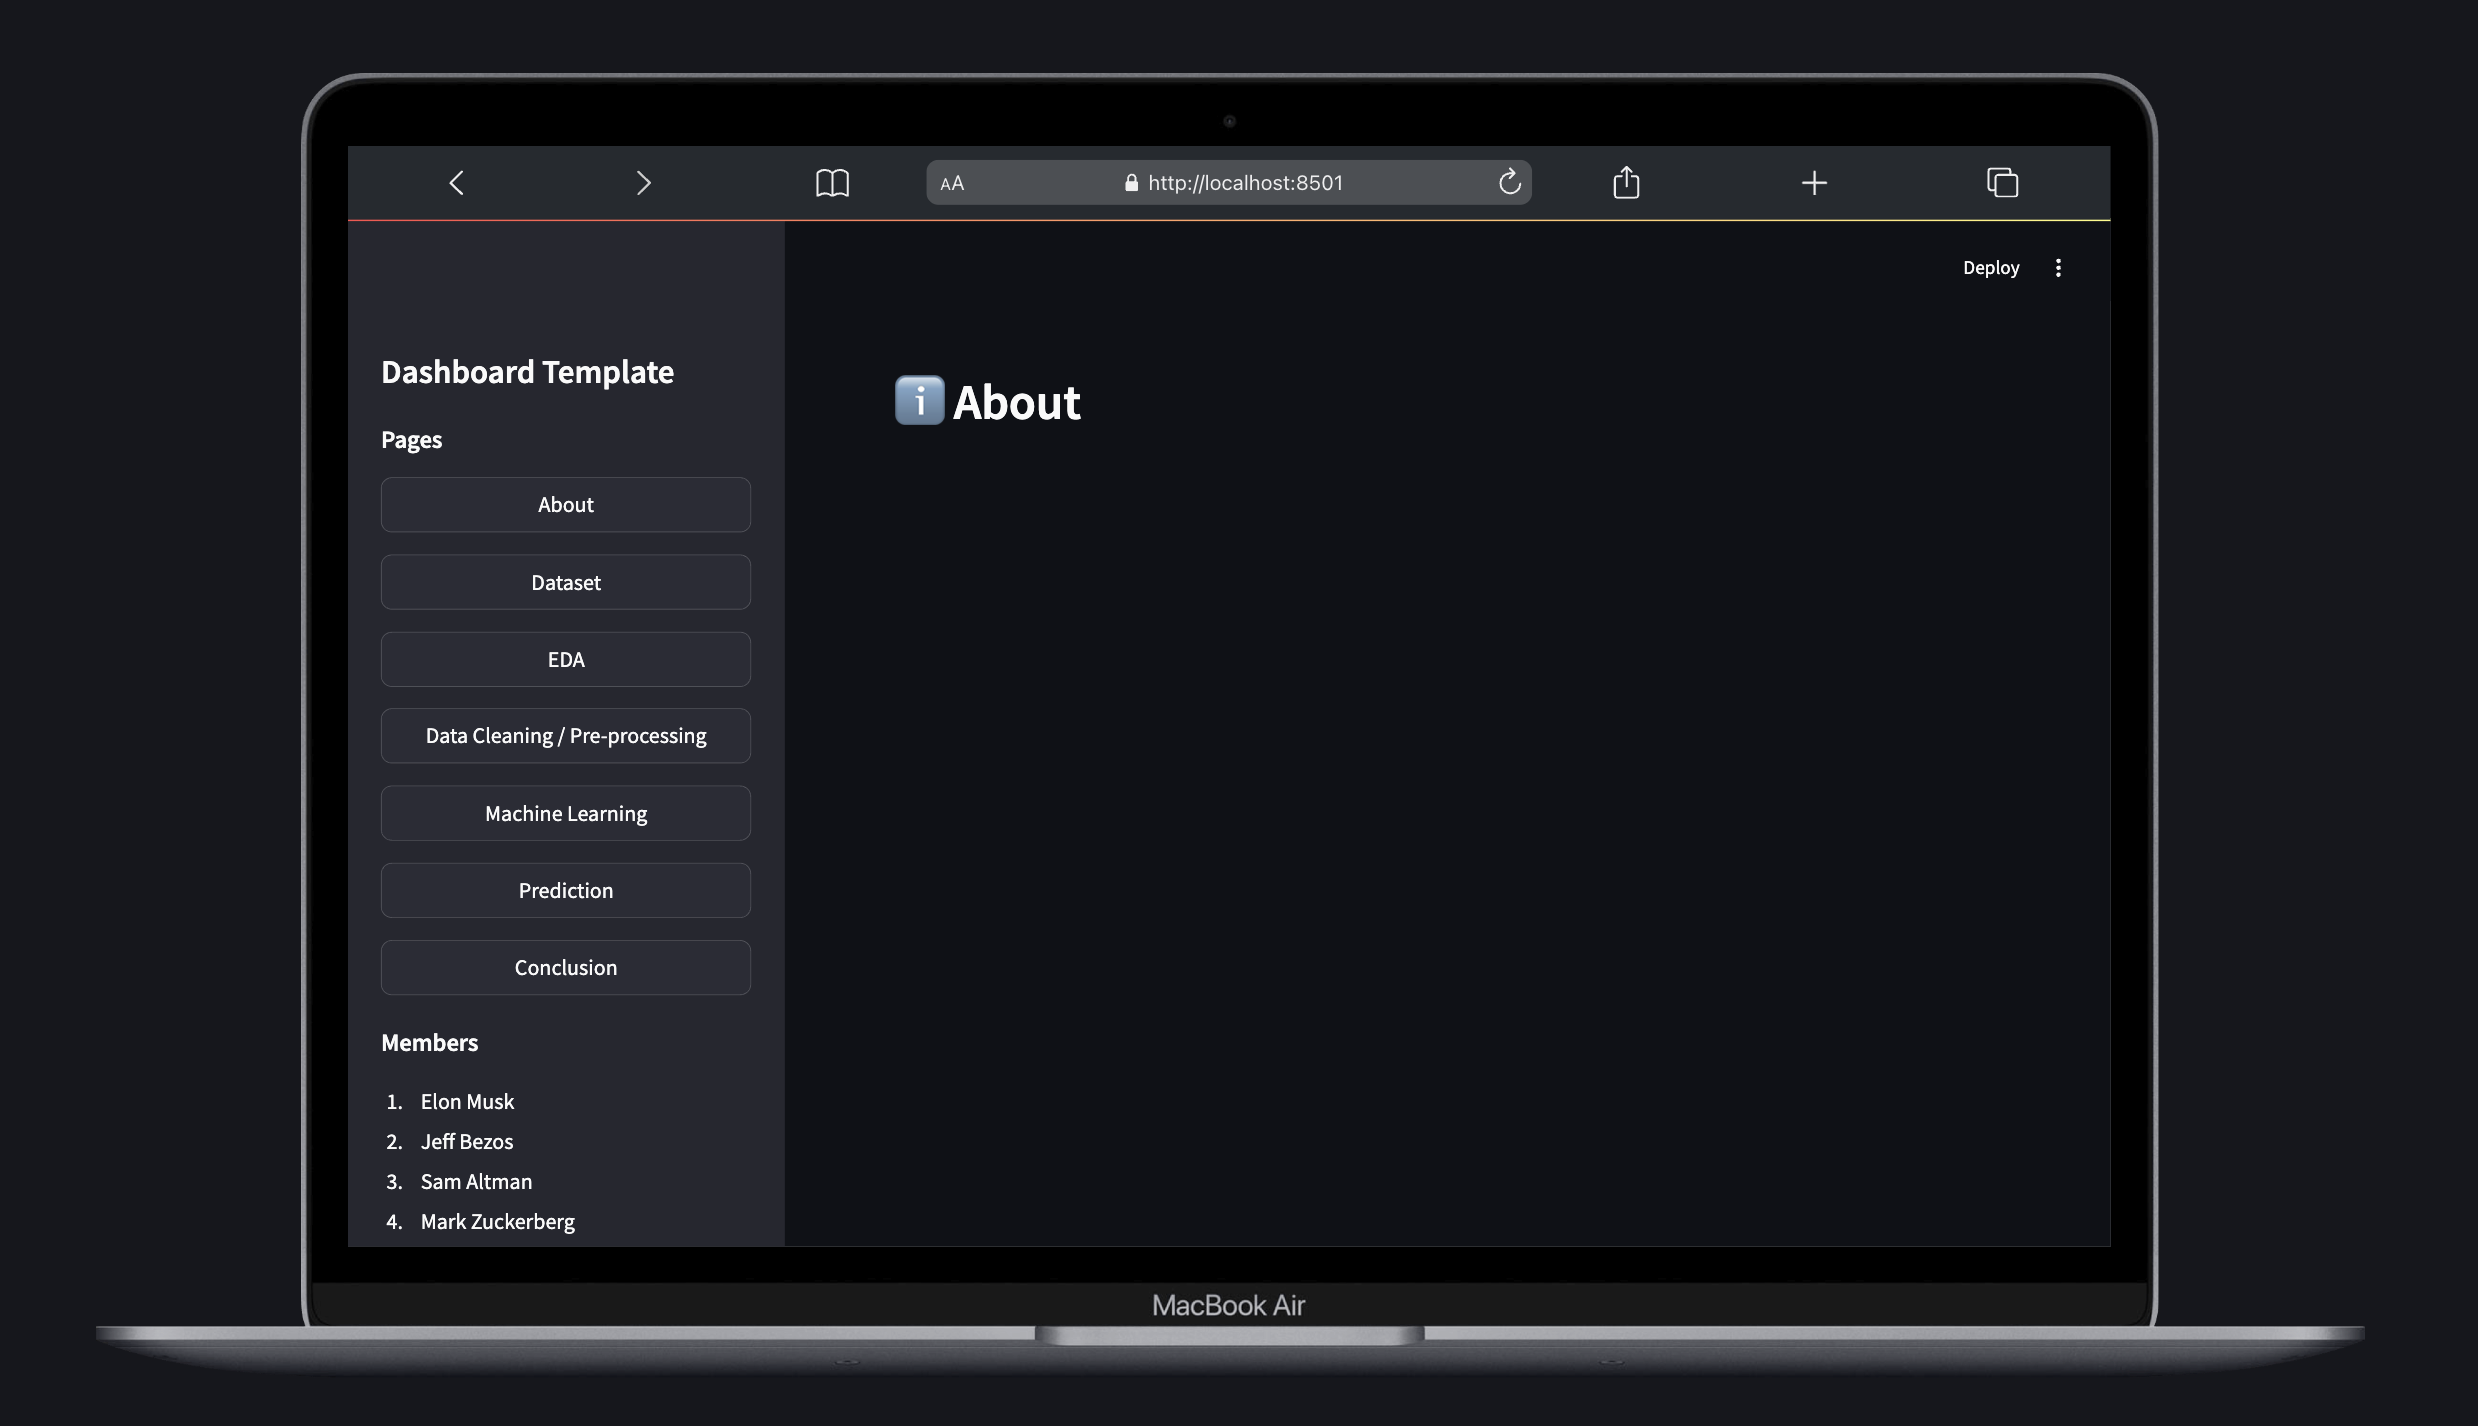 AA
http://localhost:8501
Deploy
Dashboard Template
Pages
About
Dataset
EDA
Data Cleaning / Pre-processing
Machine Learning
Prediction
Conclusion
Members
1. Elon Musk
2. Jeff Bezos
3. Sam Altman
4. Mark Zuckerberg
i About
MacBook Air